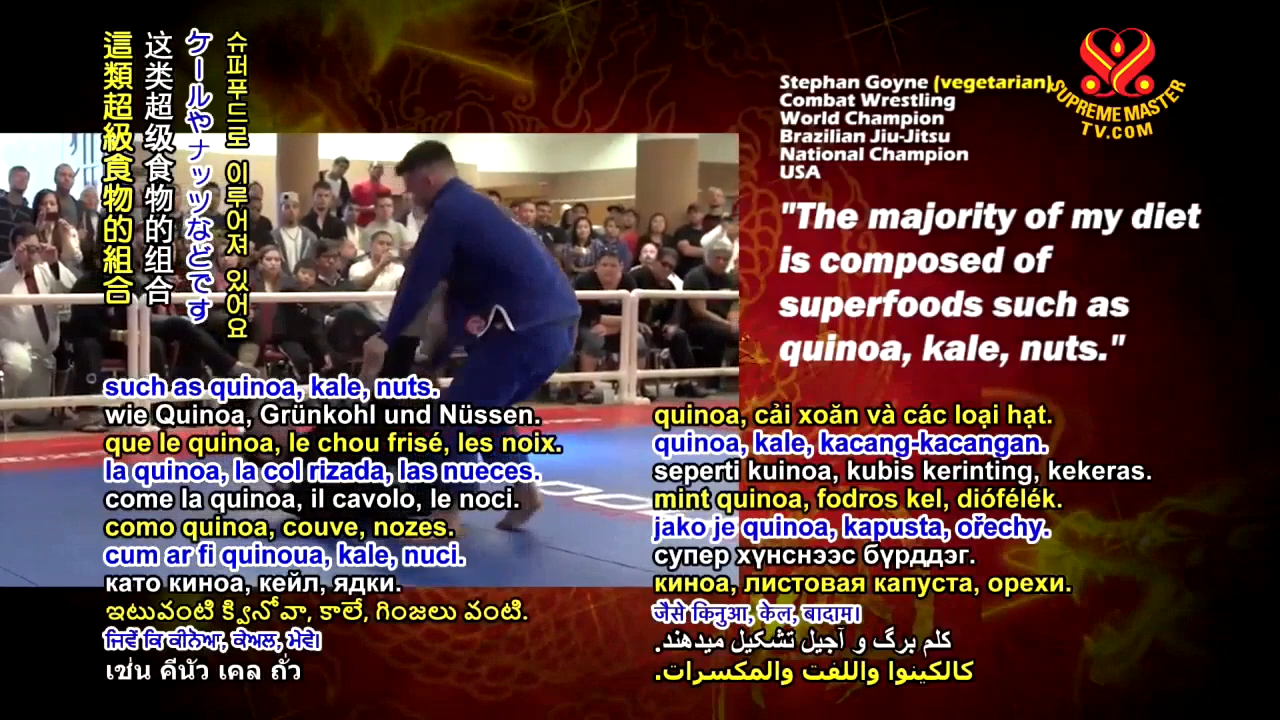 슈퍼푸드로 이루어져 있어요
ケールやナッツなどです
这类超级食物的组合
這類超級食物的組合
Stephan Goyne (vegetarian)
Combat Wrestling
World Champion
Brazilian Jiu-Jitsu
National Champion
USA
SUPREME MASTER
TV.COM
"The majority of my diet
is composed of
superfoods such as
quinoa, kale, nuts."
such as quinoa, kale, nuts.
wie Quinoa, Grünkohl und Nüssen.
que le quinoa, le chou frisé, les noix.
la quinoa, la col rizada, las nueces.
come la quinoa, il cavolo, le noci.
como quinoa, couve, nozes.
cum ar fi quinoua, kale, nuci.
като киноа, кейл, ядки.
ఇటువంటి క్వినోవా, కాలే, గింజలు వంటి.
ਜਿਵੇਂ ਕਿ ਕੀਨੋਆ, ਕੇਅਲ, ਮੇਵੇ।
เช่น คีนัว เคล ถั่ว
quinoa, cải xoăn và các loại hạt.
quinoa, kale, kacang-kacangan.
seperti kuinoa, kubis kerinting, kekeras.
mint quinoa, fodros kel, diófélék.
jako je quinoa, kapusta, ořechy.
супер хүнснээс бүрддэг.
киноа, листовая капуста, орехи.
जैसे किनुआ, केल, बादाम।
کلم برگ و آجیل تشکیل میدهند.
كالكينوا واللفت والمكسرات.